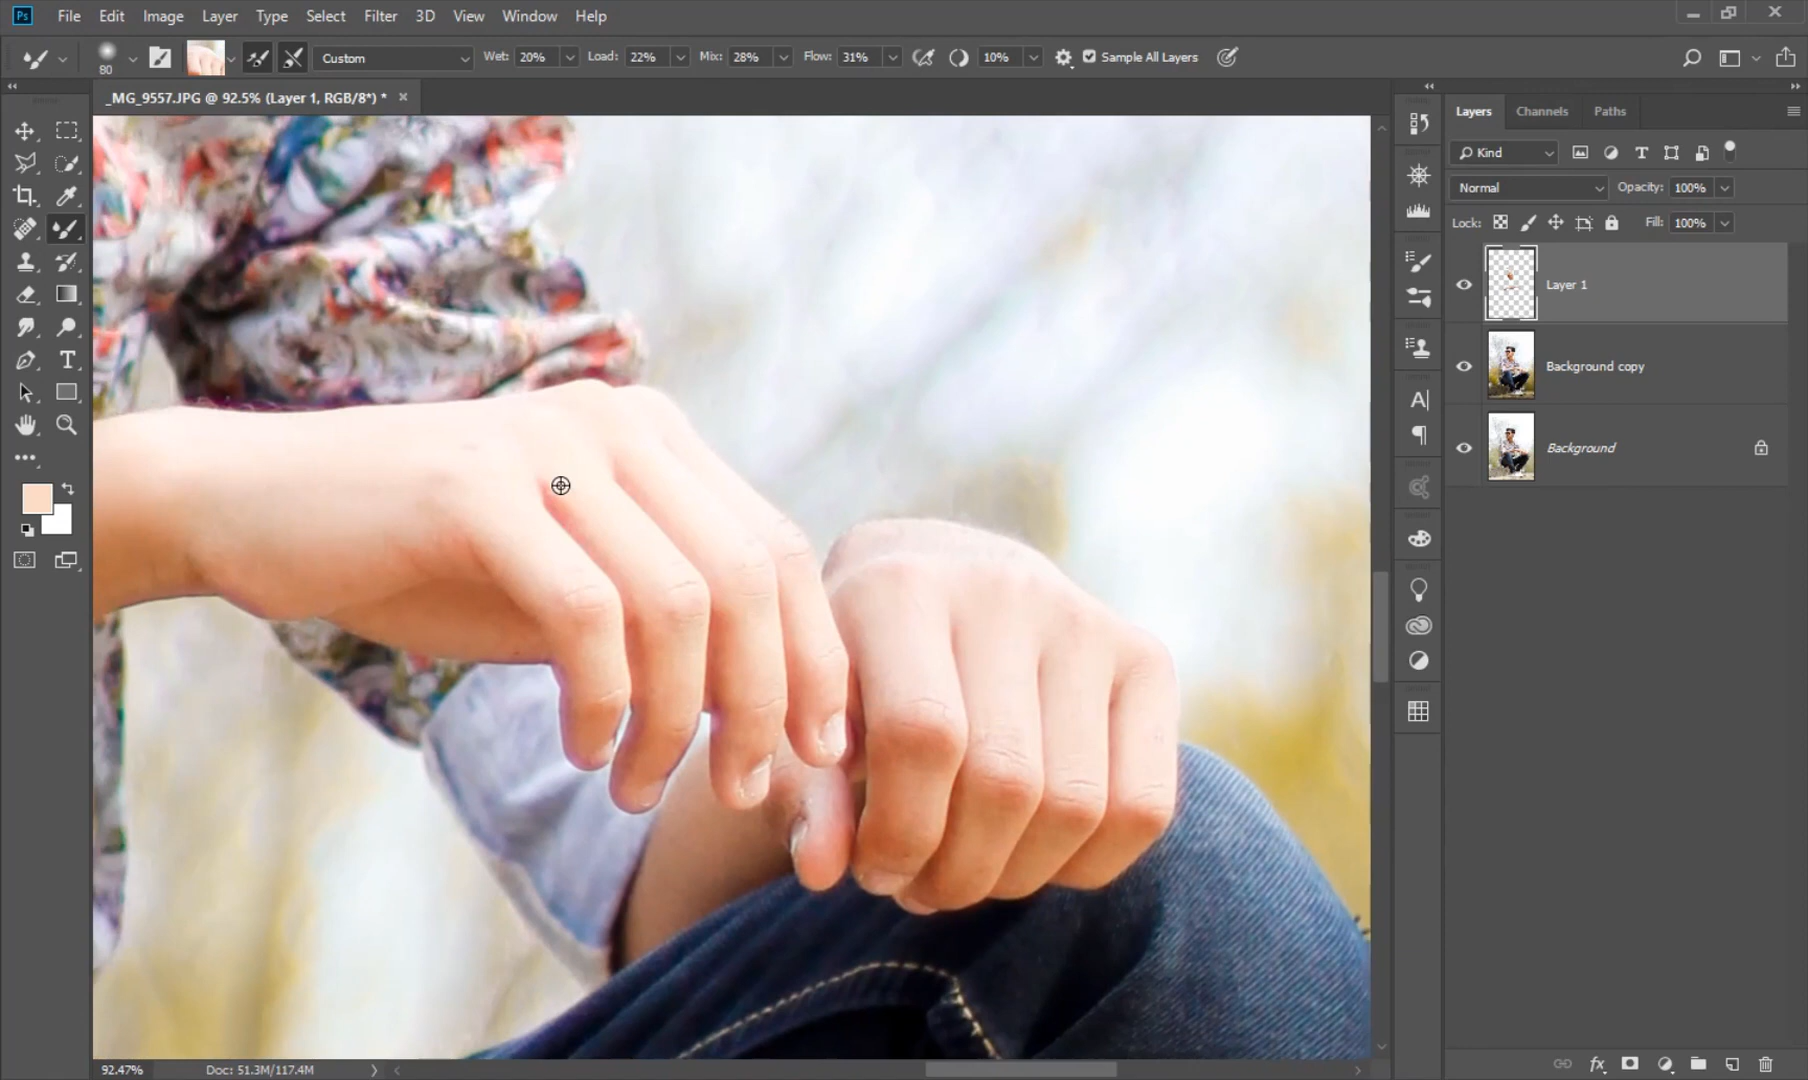 Ps File Edit Image Layer Type Select Filter 3D View Window Help
80 Custom Wet: 20% Load: 22% Mix: 28% Flow: 31% 10% Sample All Layers
_MG_9557.JPG @ 92.5% (Layer 1, RGB/8*) * ×
Layers Channels Paths
Kind
Normal Opacity: 100%
Lock: Fill: 100%
Layer 1
Background copy
Background
92.47% Doc: 51.3M/117.4M